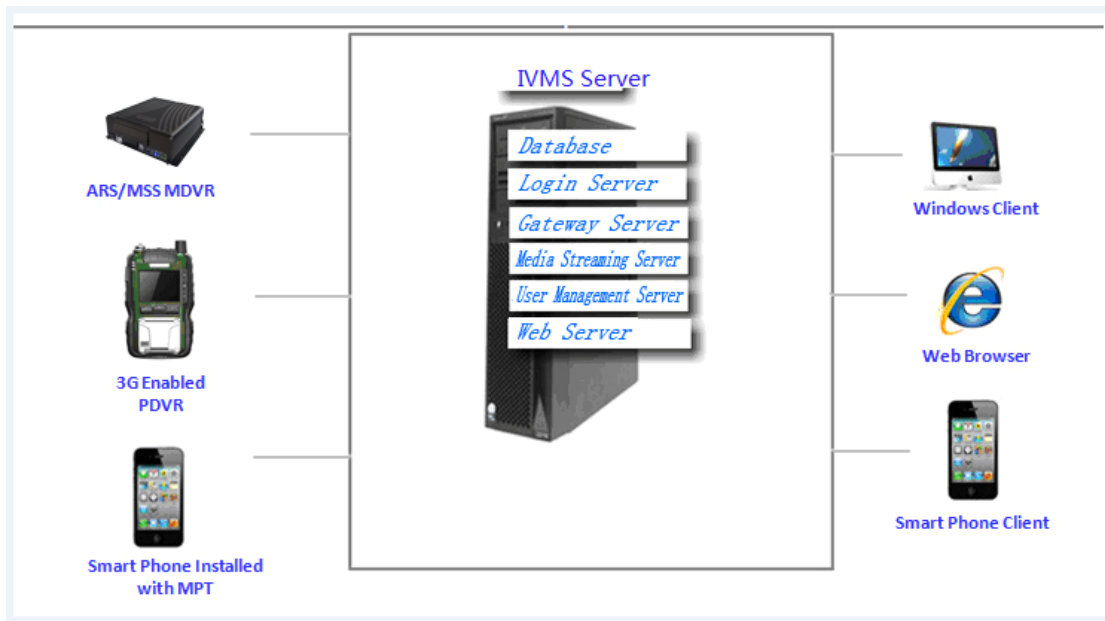 IVMS Server
Database
Login Server
Gateway Server
Media Streaming Server
User Management Server
Web Server
ARS/MSS MDVR
3G Enabled
PDVR
Smart Phone Installed
with MPT
Windows Client
Web Browser
Smart Phone Client